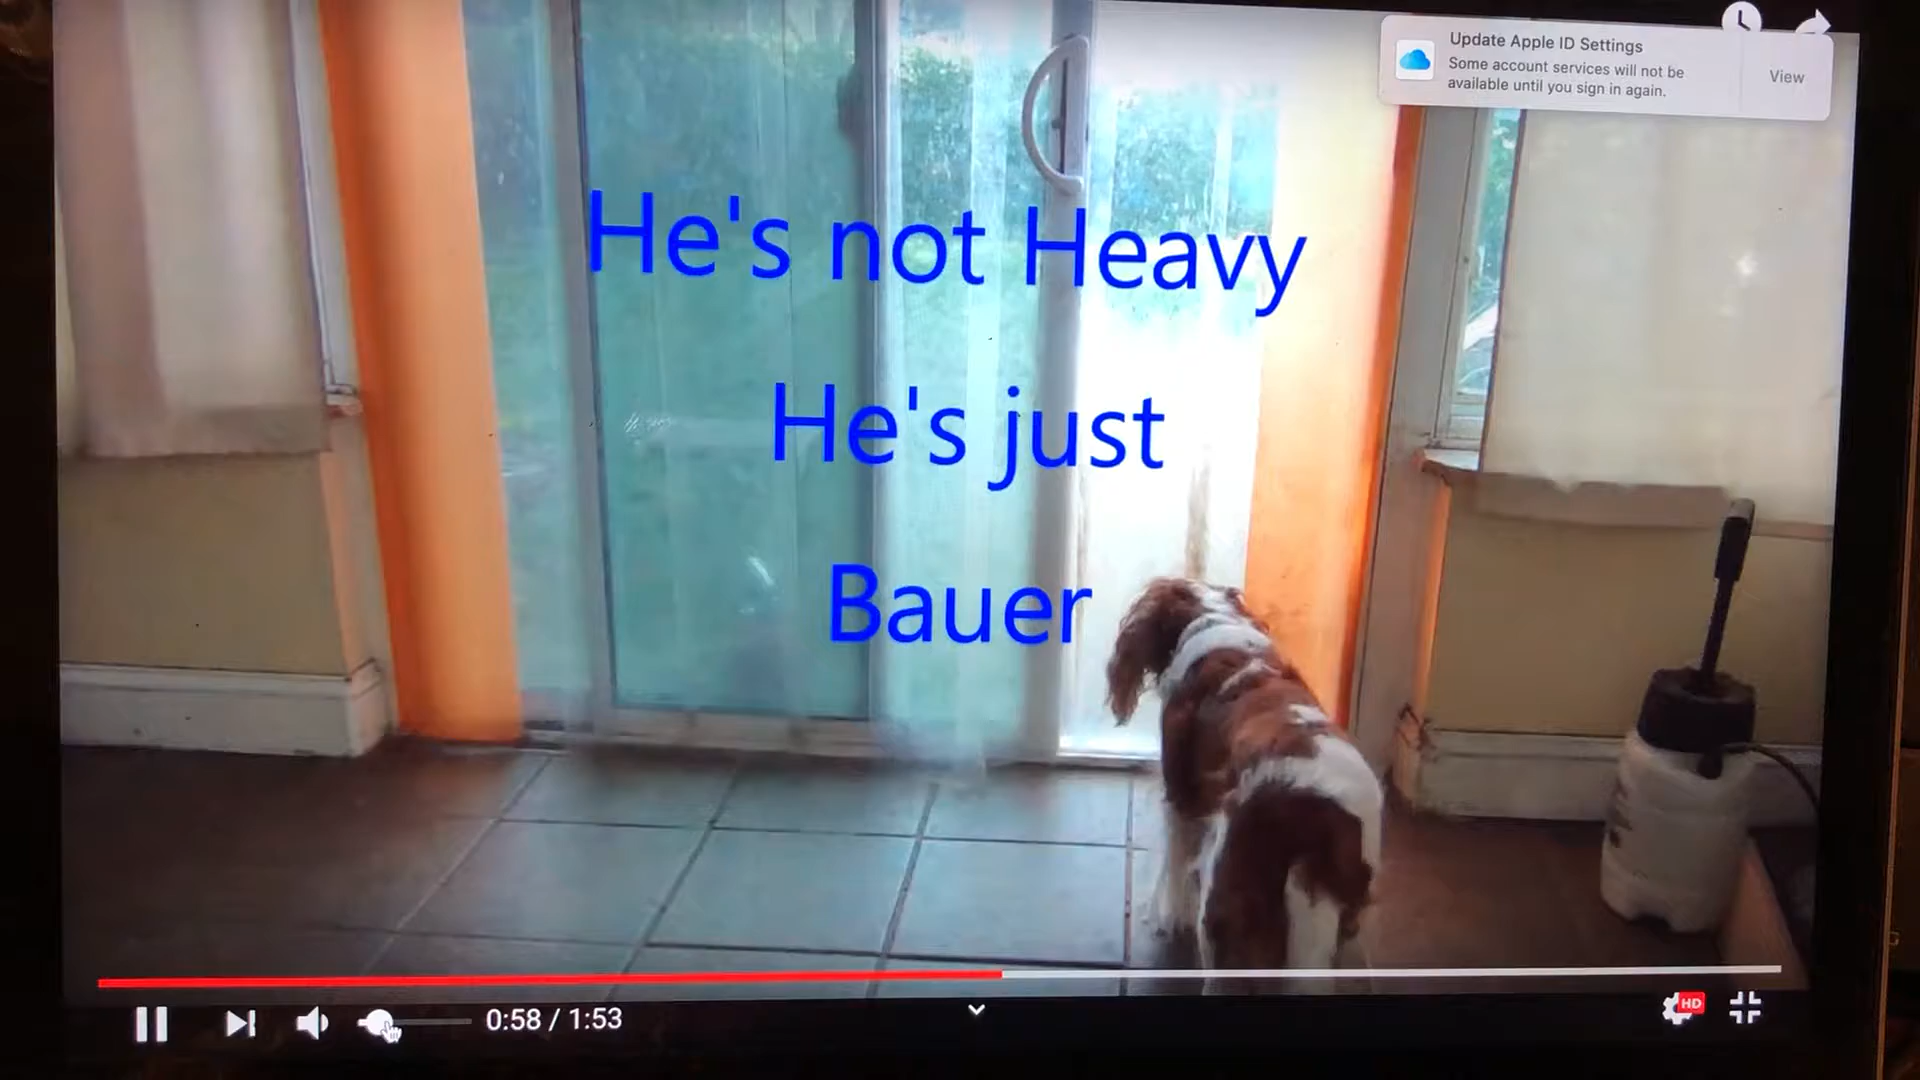 Update Apple ID Settings
Some account services will not be
available until you sign in again.
View
He's not Heavy
He's just
Bauer
0:58 / 1:53
HD